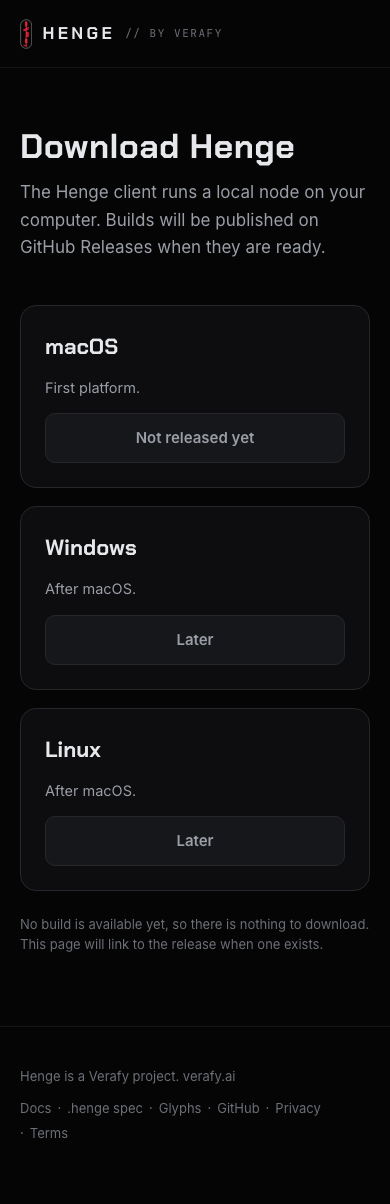 HENGE // BY VERAFY
Download Henge
The Henge client runs a local node on your
computer. Builds will be published on
GitHub Releases when they are ready.
macOS
First platform.
Not released yet
Windows
After macOS.
Later
Linux
After macOS.
Later
No build is available yet, so there is nothing to download.
This page will link to the release when one exists.
Henge is a Verafy project. verafy.ai
Docs · .henge spec · Glyphs · GitHub · Privacy
· Terms